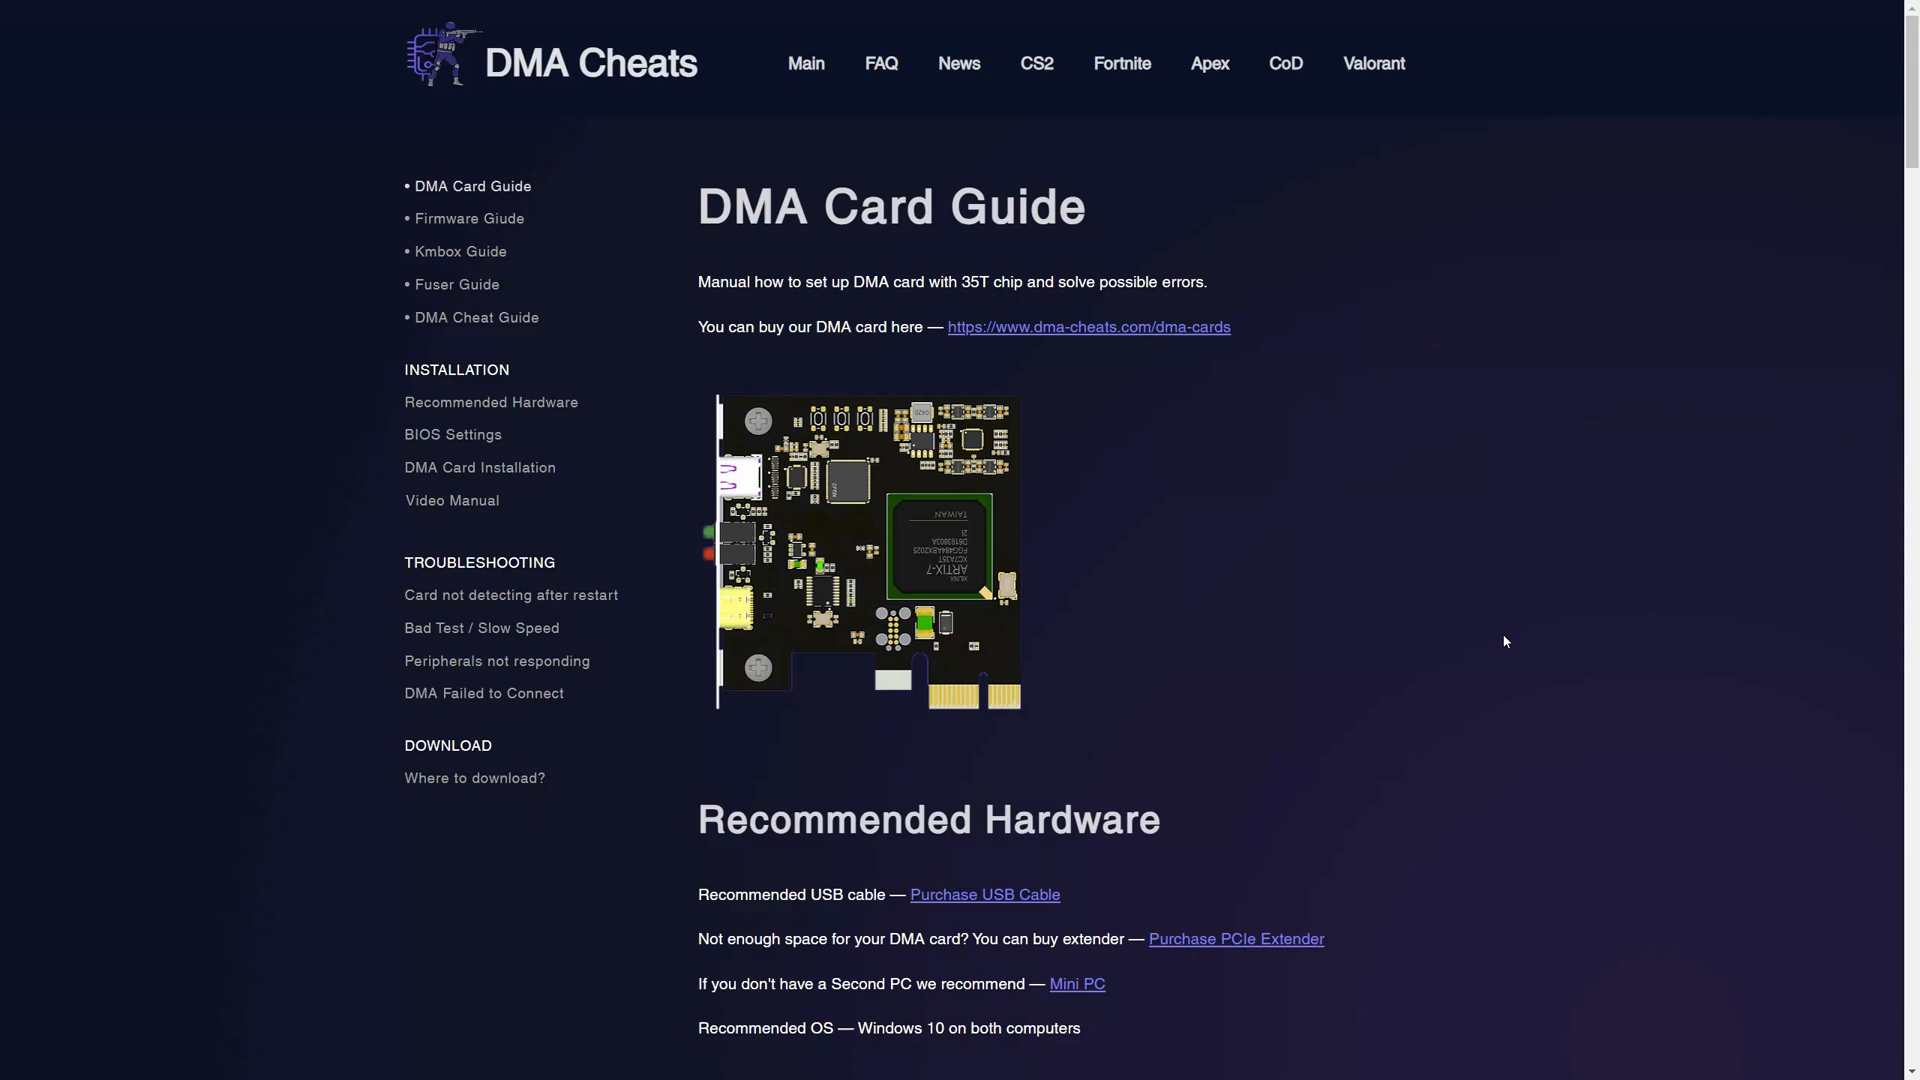 DMA Cheats
Main FAQ News CS2 Fortnite Apex CoD Valorant
• DMA Card Guide
• Firmware Giude
• Kmbox Guide
• Fuser Guide
• DMA Cheat Guide
INSTALLATION
Recommended Hardware
BIOS Settings
DMA Card Installation
Video Manual
TROUBLESHOOTING
Card not detecting after restart
Bad Test / Slow Speed
Peripherals not responding
DMA Failed to Connect
DOWNLOAD
Where to download?
DMA Card Guide
Manual how to set up DMA card with 35T chip and solve possible errors.
You can buy our DMA card here — https://www.dma-cheats.com/dma-cards
XILINX
ARTIX-7
XC7A35T
FGG484ABX2025
D6193803A
2I
TAIWAN
Recommended Hardware
Recommended USB cable — Purchase USB Cable
Not enough space for your DMA card? You can buy extender — Purchase PCIe Extender
If you don't have a Second PC we recommend — Mini PC
Recommended OS — Windows 10 on both computers